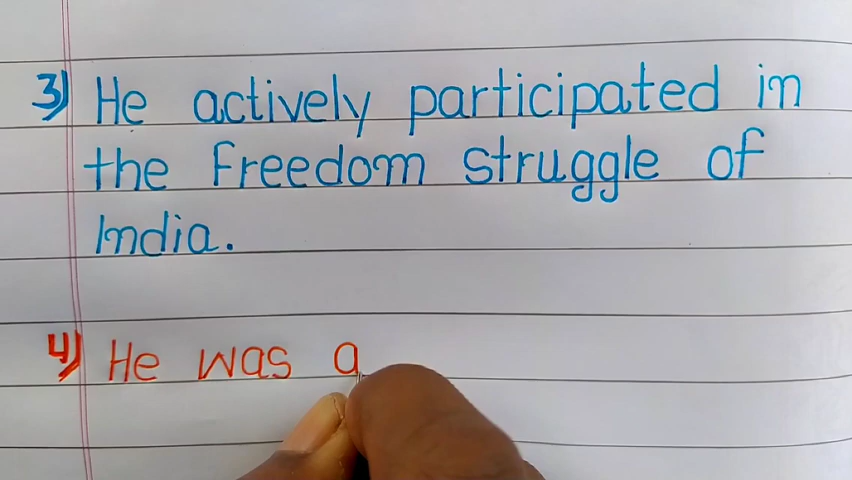 3) He actively participated in
the Freedom struggle of
India.
4) He was a